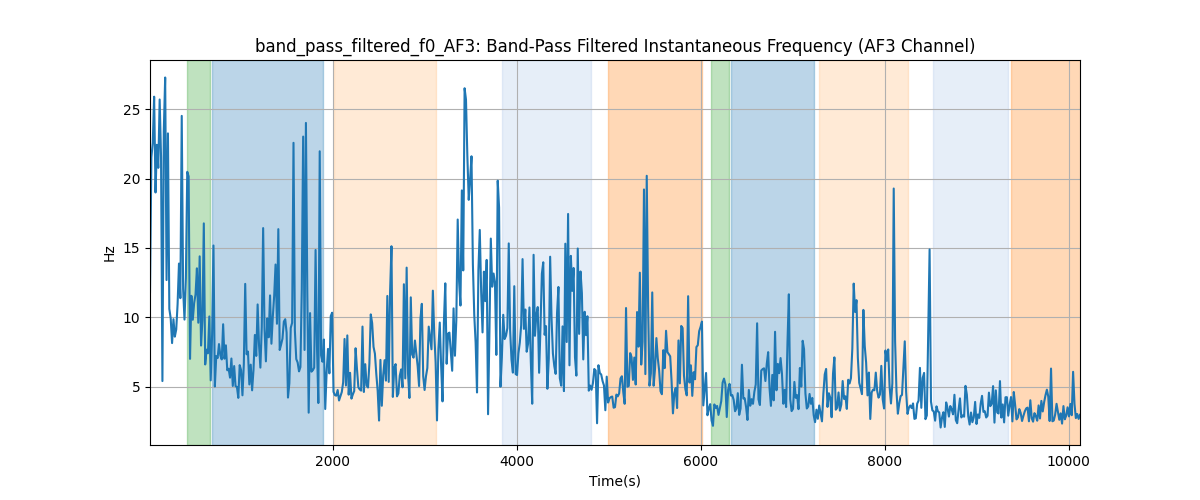 band_pass_filtered_f0_AF3: Band-Pass Filtered Instantaneous Frequency (AF3 Channel)
25
20
15
10
5
Hz
2000 4000 6000 8000 10000
Time(s)